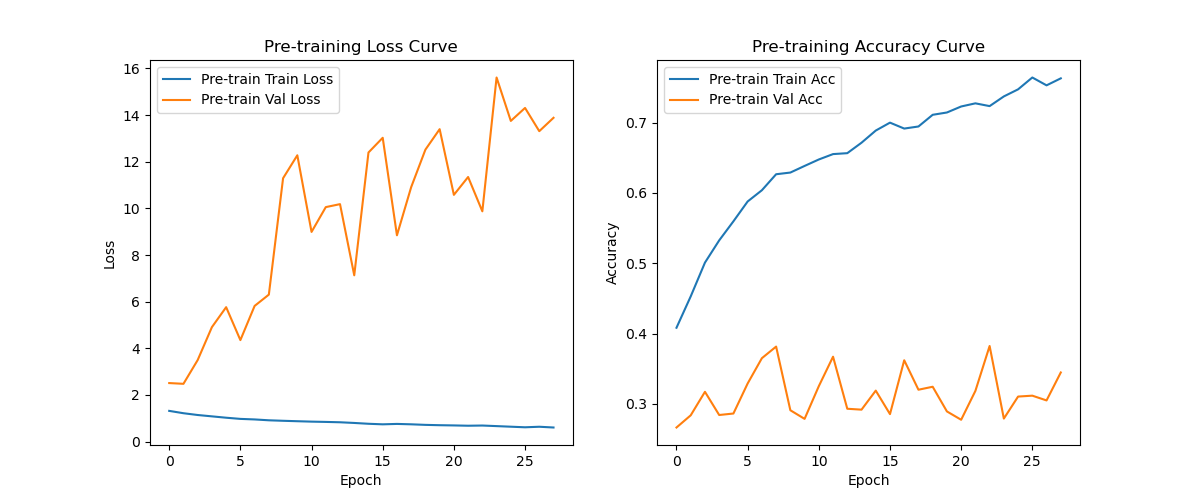 Pre-training Loss Curve
Pre-train Train Loss
Pre-train Val Loss
16
14
12
10
8
6
4
2
0
Loss
0 5 10 15 20 25
Epoch
Pre-training Accuracy Curve
Pre-train Train Acc
Pre-train Val Acc
0.7
0.6
0.5
0.4
0.3
Accuracy
0 5 10 15 20 25
Epoch